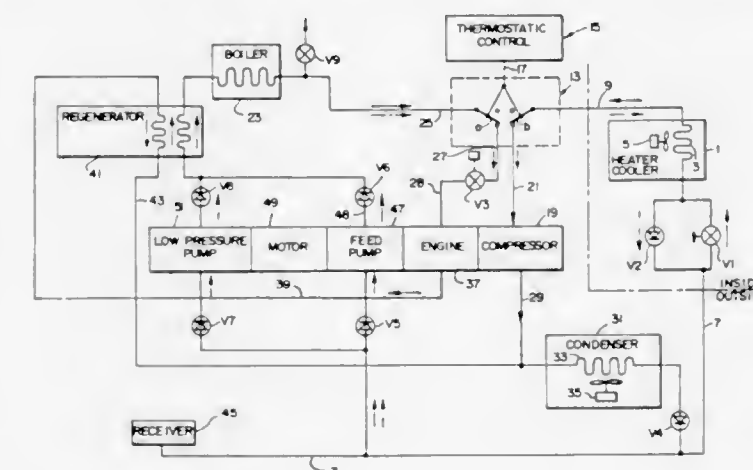 THERMOSTATIC CONTROL
15
BOILER
V9
17
13
9
23
25
a
b
REGENERATOR
27
5
3
1
HEATER COOLER
41
43
V8
V6
28
V3
21
51
49
48
47
19
V2
V1
LOW PRESSURE PUMP
MOTOR
FEED PUMP
ENGINE
COMPRESSOR
39
37
INSID
OUTSI
V7
V5
29
31
7
CONDENSER
33
35
45
RECEIVER
V4